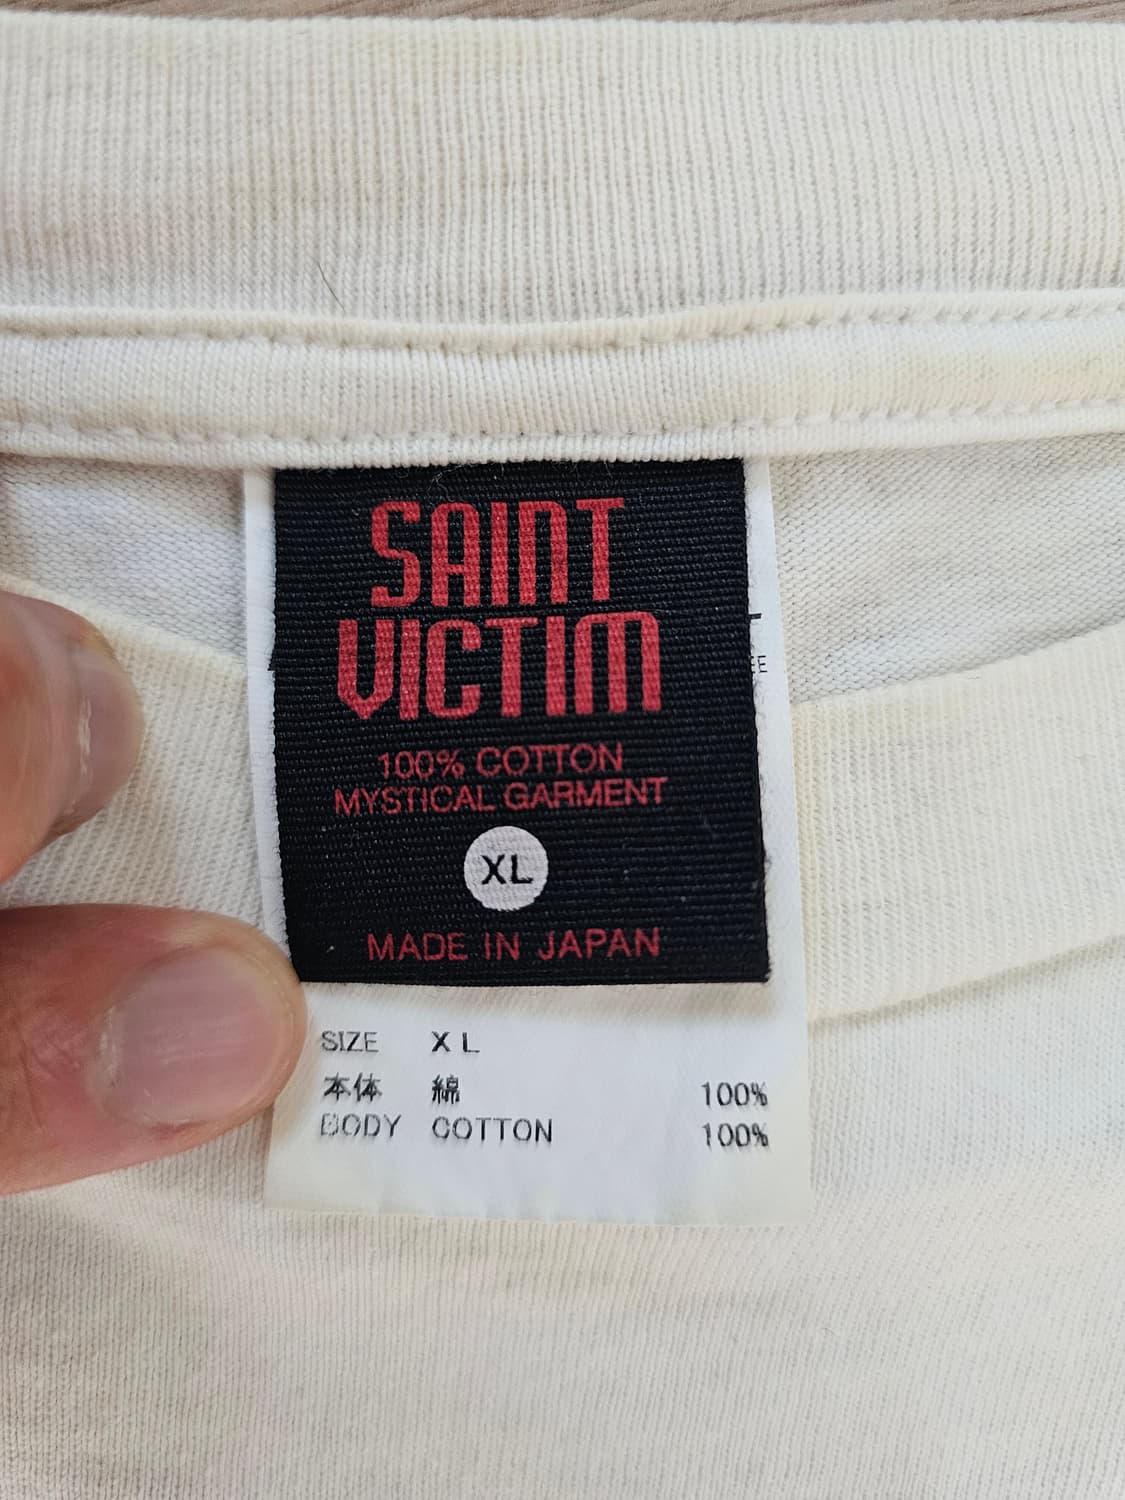 SAINT
VICTIM
100% COTTON
MYSTICAL GARMENT
XL
MADE IN JAPAN
SIZE XL
本体 綿 100%
BODY COTTON 100%